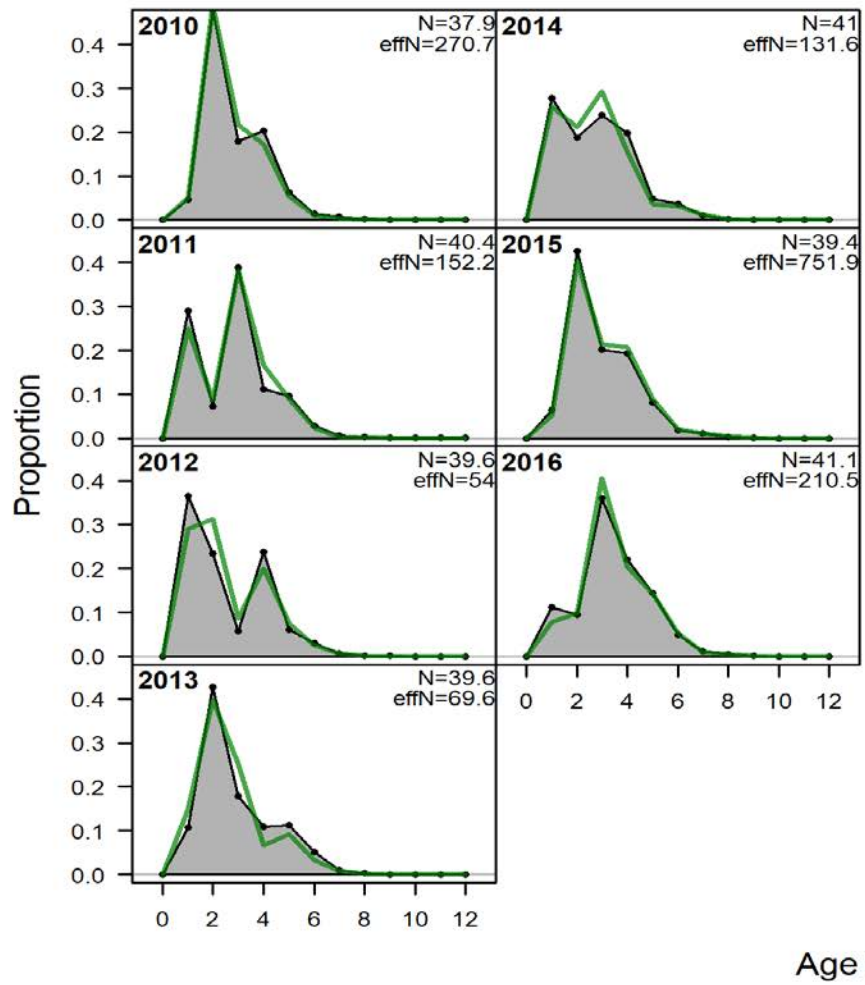 Proportion
2010
N=37.9
effN=270.7
0.4
0.3
0.2
0.1
0.0
2014
N=41
effN=131.6
2011
N=40.4
effN=152.2
0.4
0.3
0.2
0.1
0.0
2015
N=39.4
effN=751.9
2012
N=39.6
effN=54
0.4
0.3
0.2
0.1
0.0
2016
N=41.1
effN=210.5
0 2 4 6 8 10 12
2013
N=39.6
effN=69.6
0.4
0.3
0.2
0.1
0.0
0 2 4 6 8 10 12
Age